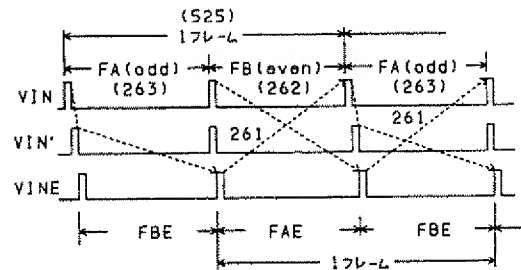 (525)
1フレーム
FA(odd) FB(even) FA(odd)
(263) (262) (263)
VIN
261
VIN' 261
VINE
FBE FAE FBE
1フレーム